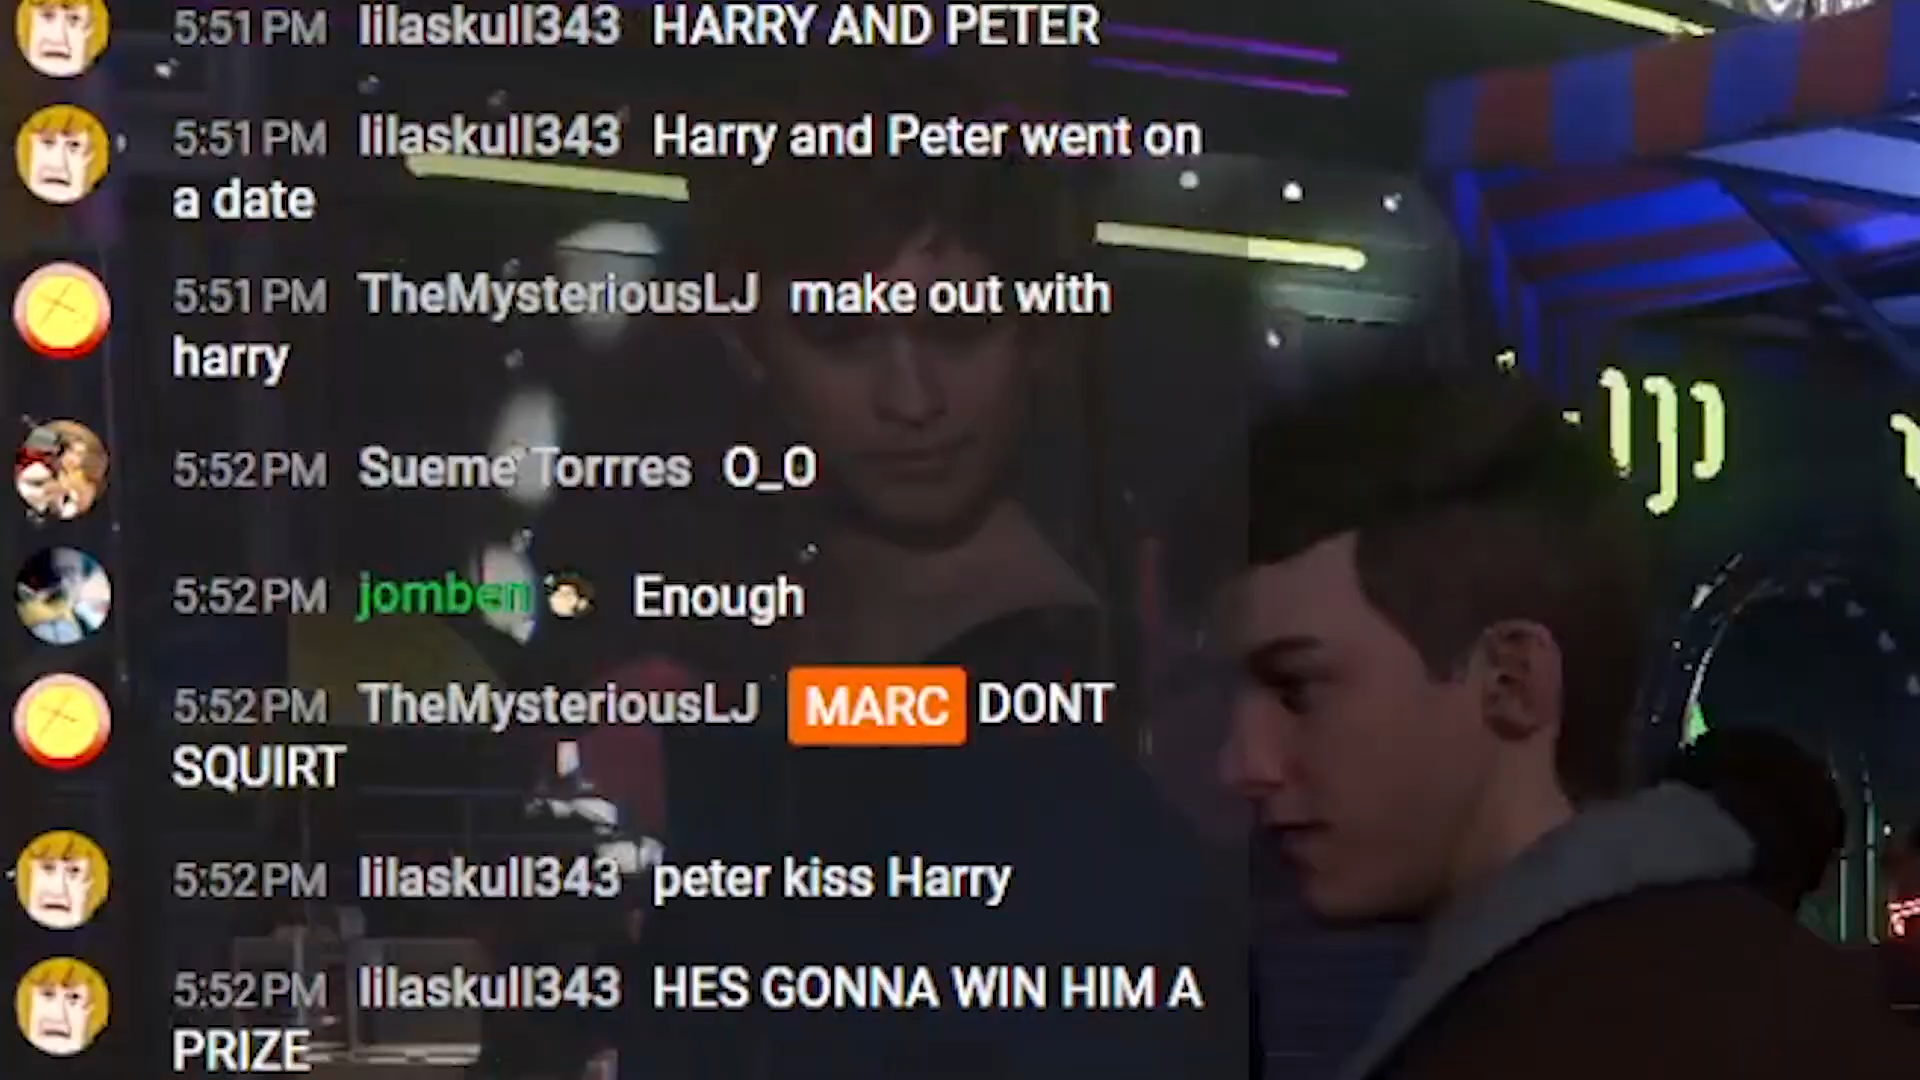 5:51 PM lilaskull343 HARRY AND PETER
5:51 PM lilaskull343 Harry and Peter went on
a date
5:51 PM TheMysteriousLJ make out with
harry
5:52 PM Sueme Torrres O_O
5:52 PM jomben Enough
5:52 PM TheMysteriousLJ MARC DONT
SQUIRT
5:52 PM lilaskull343 peter kiss Harry
5:52 PM lilaskull343 HES GONNA WIN HIM A
PRIZE